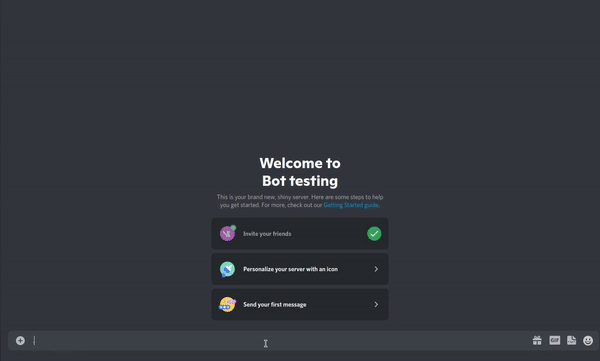 Welcome to
Bot testing
This is your brand new, shiny server. Here are some steps to help
you get started. For more, check out our Getting Started guide.
Invite your friends
Personalize your server with an icon
Send your first message
GIF